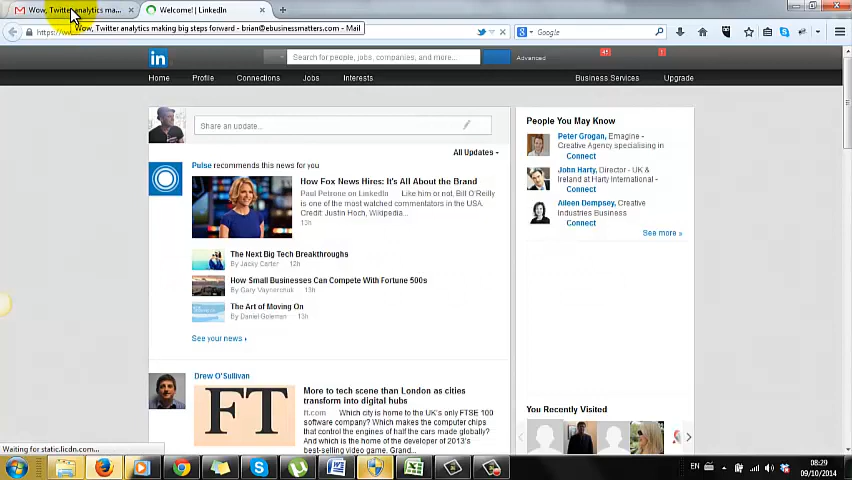 Wow, Twitter analytics ma...
Welcome! | LinkedIn
Wow, Twitter analytics making big steps forward - brian@ebusinessmatters.com - Mail
https://w
Google
in
Search for people, jobs, companies, and more...
Advanced
Home
Profile
Connections
Jobs
Interests
Business Services
Upgrade
Share an update...
All Updates
Pulse recommends this news for you
How Fox News Hires: It's All About the Brand
Paul Petrone on LinkedIn Like him or not, Bill O'Reilly
is one of the most watched commentators in the USA.
Credit: Justin Hoch, Wikipedia...
13h
The Next Big Tech Breakthroughs
By Jacky Carter 12h
How Small Businesses Can Compete With Fortune 500s
By Gary Vaynerchuk 13h
The Art of Moving On
By Daniel Goleman 13h
See your news
Drew O'Sullivan
FT
More to tech scene than London as cities
transform into digital hubs
ft.com Which city is home to the UK's only FTSE 100
software company? Which makes the computer chips
that control the engines of half the cars made globally?
And which is the home of the developer of 2013's
best-selling video game, Grand...
People You May Know
Peter Grogan, Emagine -
Creative Agency specialising in
Connect
John Harty, Director - UK &
Ireland at Harty International -
Connect
Aileen Dempsey, Creative
Industries Business
Connect
See more »
You Recently Visited
Waiting for static.licdn.com...
EN
08:29
09/10/2014